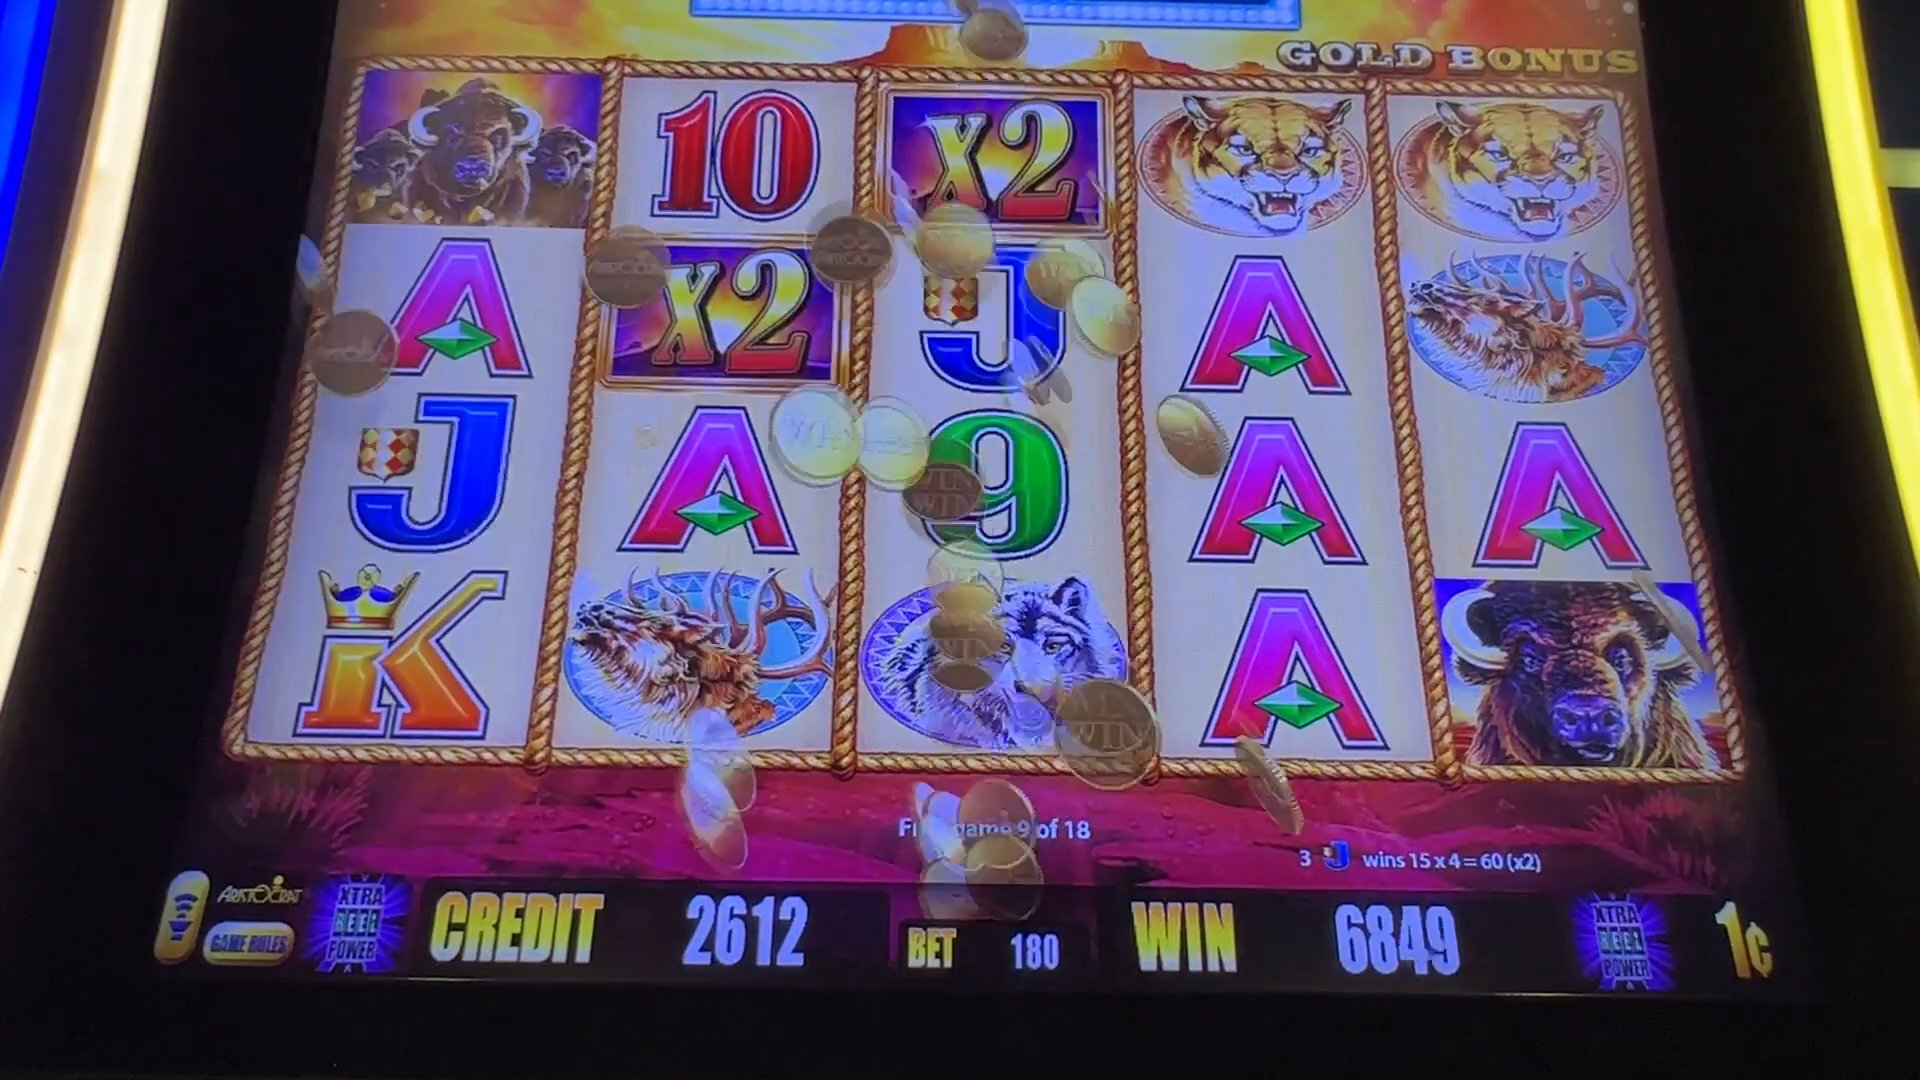 GOLD BONUS
10
x2
A
x2
J
A
J
A
9
A
A
K
A
game 9 of 18
3 J wins 15 x 4 = 60 (x2)
ARISTOCRAT
GAME RULES
XTRA REEL POWER
CREDIT 2612
BET 180
WIN 6849
XTRA REEL POWER
1¢